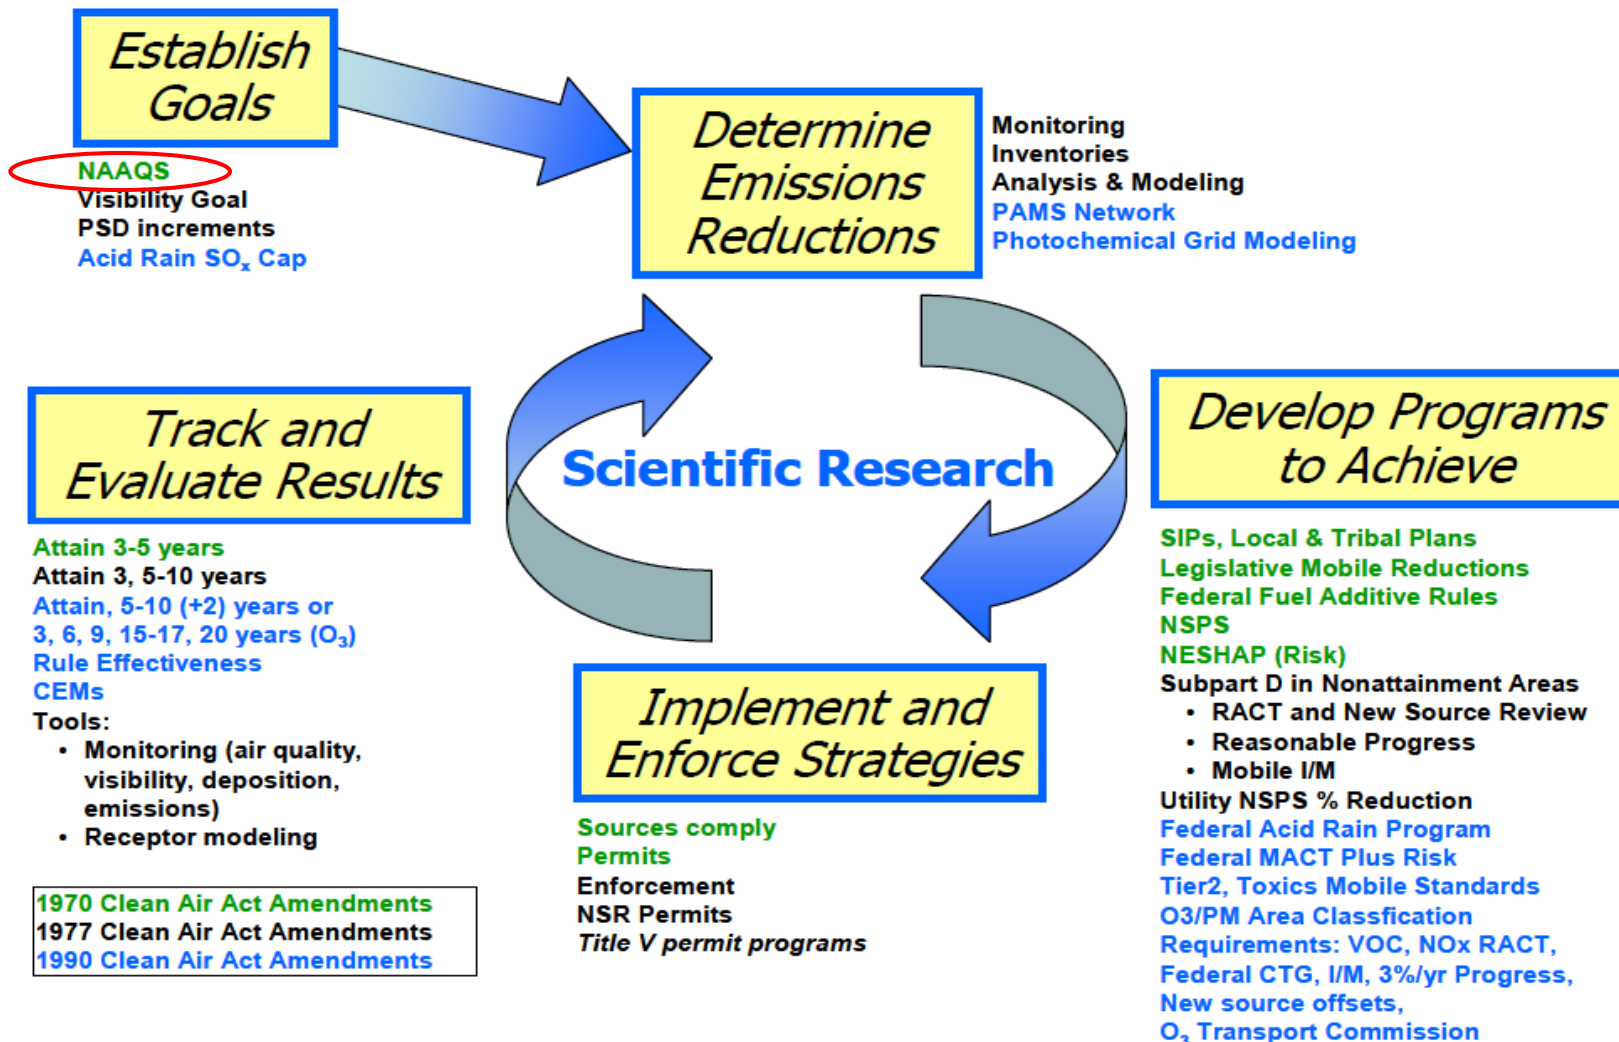 Establish
Goals
NAAQS
Visibility Goal
PSD increments
Acid Rain SOₓ Cap
Determine
Emissions
Reductions
Monitoring
Inventories
Analysis & Modeling
PAMS Network
Photochemical Grid Modeling
Scientific Research
Develop Programs
to Achieve
SIPs, Local & Tribal Plans
Legislative Mobile Reductions
Federal Fuel Additive Rules
NSPS
NESHAP (Risk)
Subpart D in Nonattainment Areas
• RACT and New Source Review
• Reasonable Progress
• Mobile I/M
Utility NSPS % Reduction
Federal Acid Rain Program
Federal MACT Plus Risk
Tier2, Toxics Mobile Standards
O3/PM Area Classfication
Requirements: VOC, NOx RACT,
Federal CTG, I/M, 3%/yr Progress,
New source offsets,
O₃ Transport Commission
Implement and
Enforce Strategies
Sources comply
Permits
Enforcement
NSR Permits
Title V permit programs
Track and
Evaluate Results
Attain 3-5 years
Attain 3, 5-10 years
Attain, 5-10 (+2) years or
3, 6, 9, 15-17, 20 years (O₃)
Rule Effectiveness
CEMs
Tools:
• Monitoring (air quality,
visibility, deposition,
emissions)
• Receptor modeling
1970 Clean Air Act Amendments
1977 Clean Air Act Amendments
1990 Clean Air Act Amendments